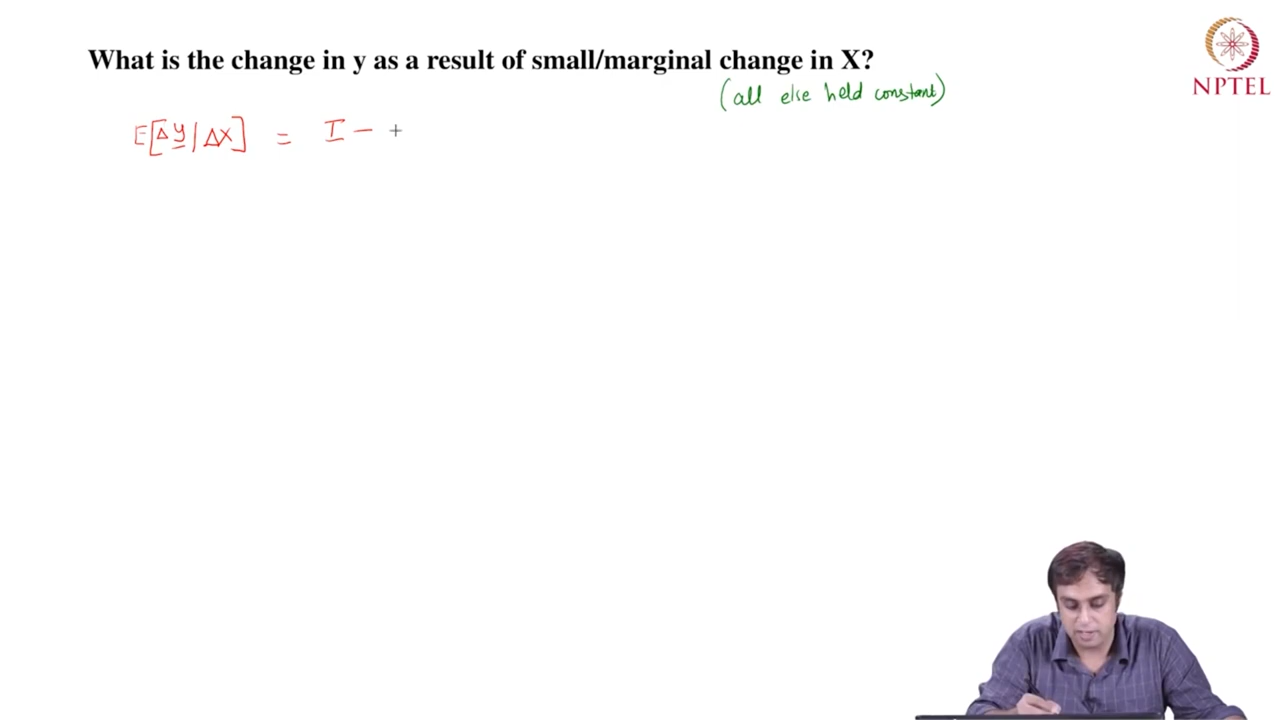 What is the change in y as a result of small/marginal change in X?
(all else held constant)
E[Δy|ΔX] = I -
NPTEL